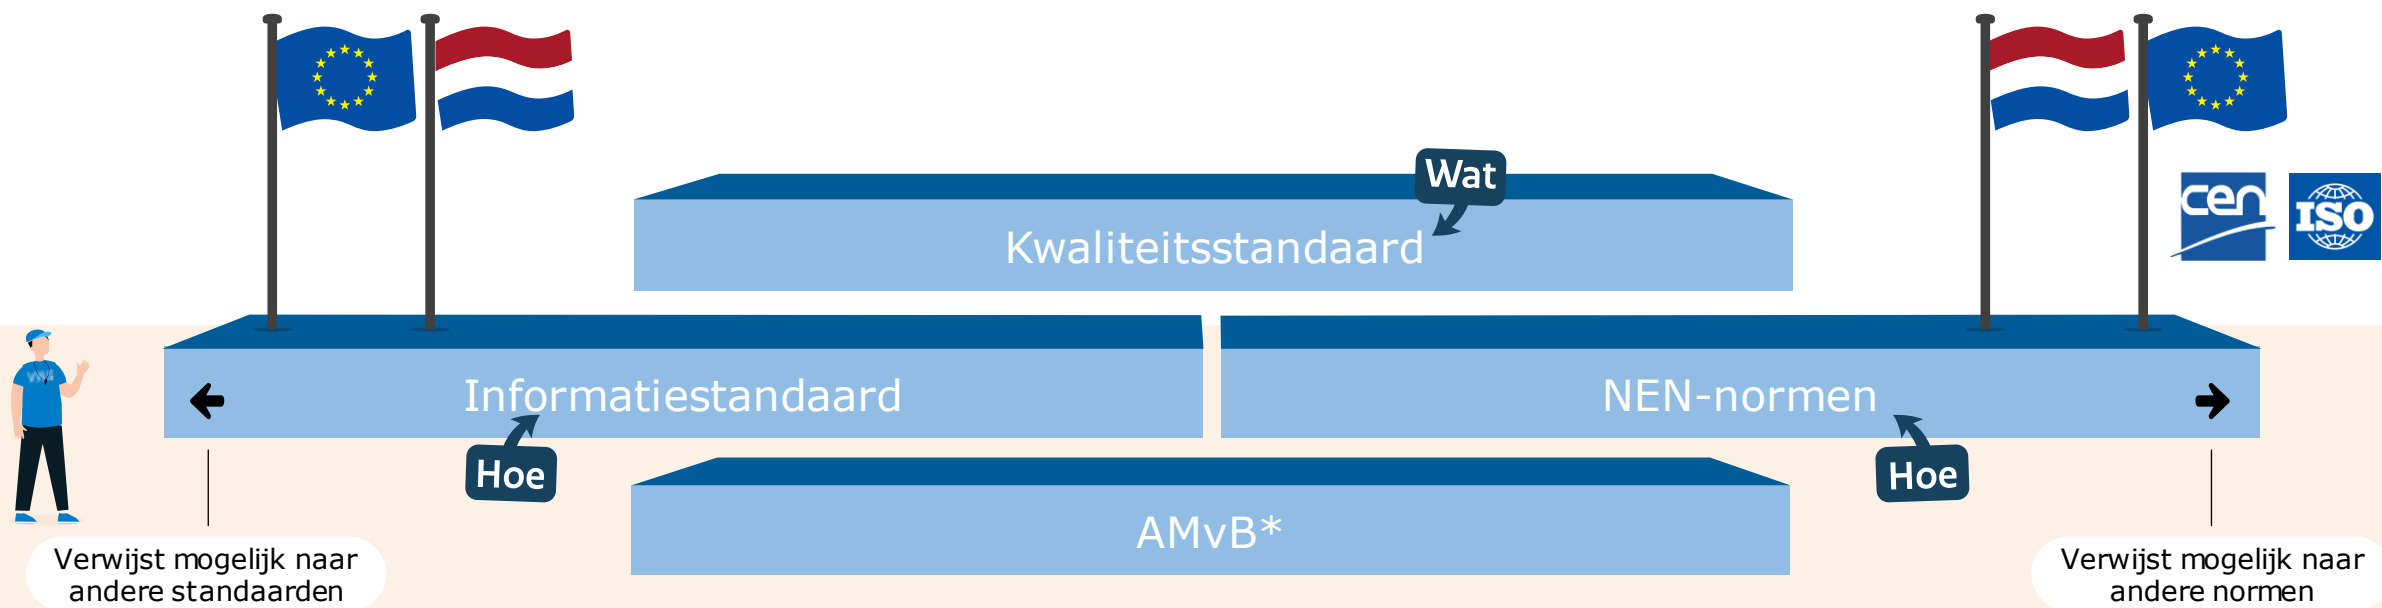 Wat
cen
ISO
Kwaliteitsstandaard
Informatiestandaard
NEN-normen
Hoe
Hoe
AMvB*
Verwijst mogelijk naar
andere standaarden
Verwijst mogelijk naar
andere normen